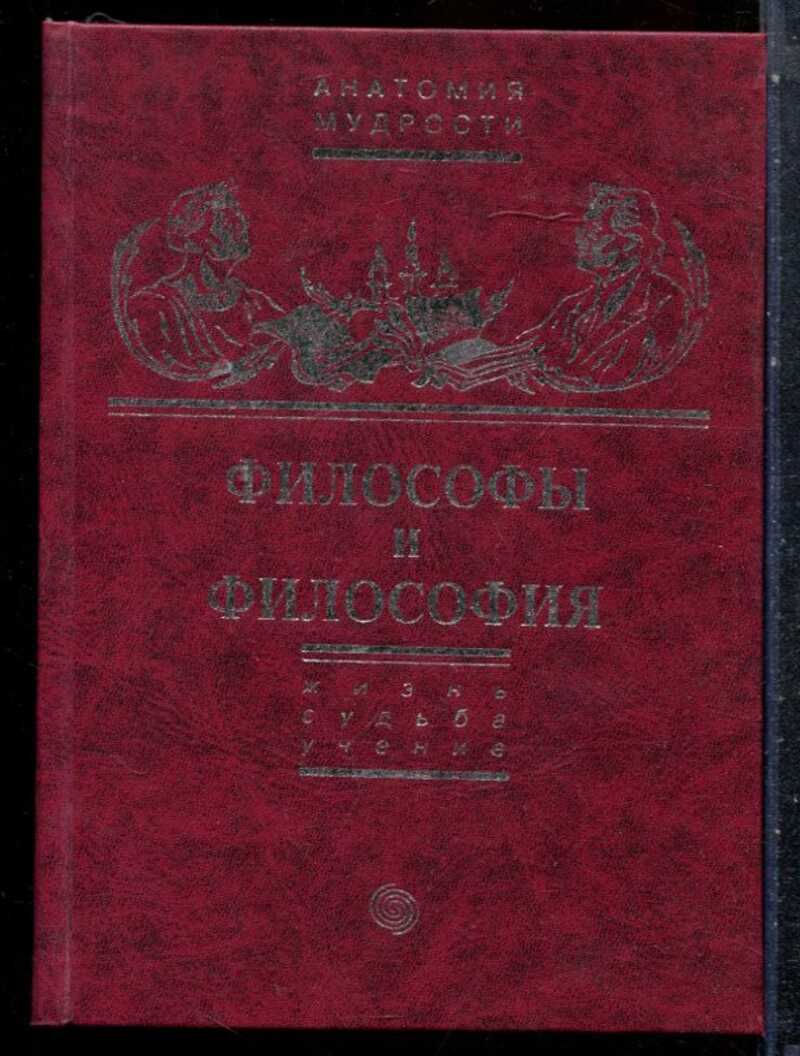 АНАТОМИЯ
МУДРОСТИ
ФИЛОСОФЫ
И
ФИЛОСОФИЯ
жизнь
судьба
учение